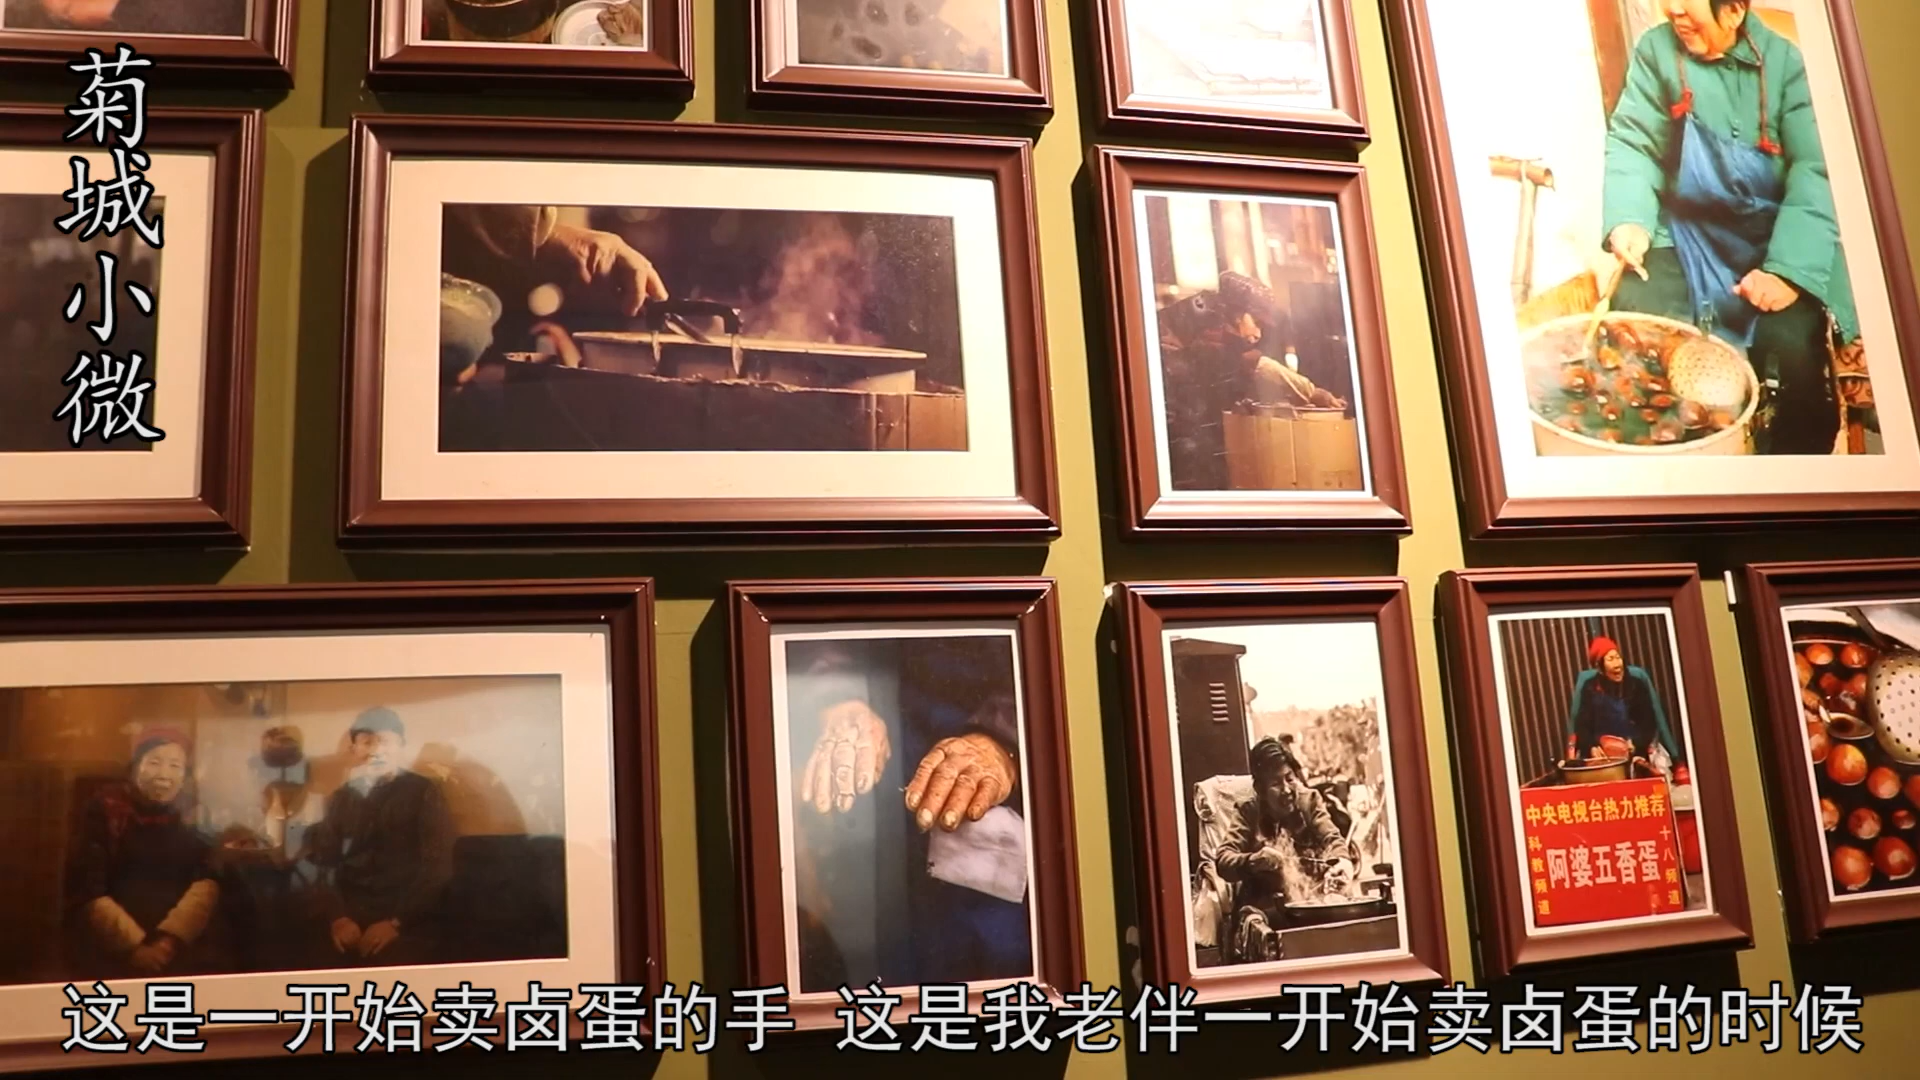 菊城小微
中央电视台热力推荐
科教频道
阿婆五香蛋
十八频道
这是一开始卖卤蛋的手 这是我老伴一开始卖卤蛋的时候